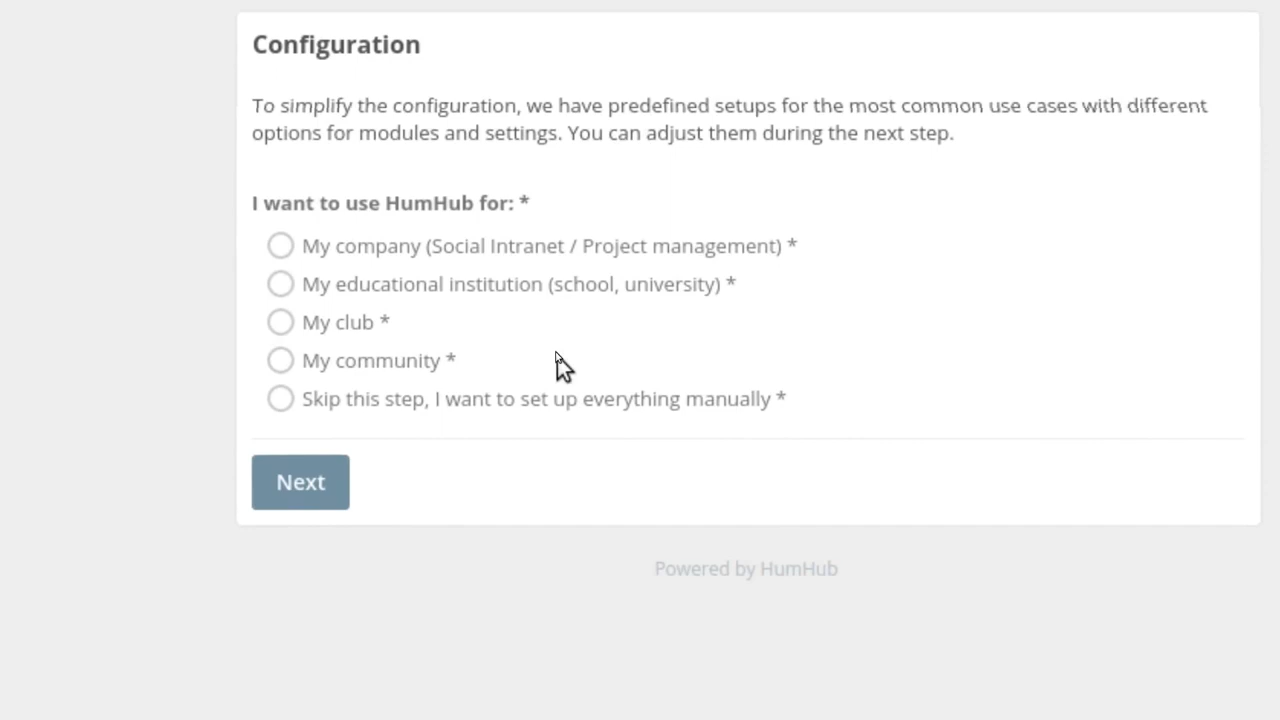 Configuration
To simplify the configuration, we have predefined setups for the most common use cases with different
options for modules and settings. You can adjust them during the next step.
I want to use HumHub for: *
My company (Social Intranet / Project management) *
My educational institution (school, university) *
My club *
My community *
Skip this step, I want to set up everything manually *
Next
Powered by HumHub